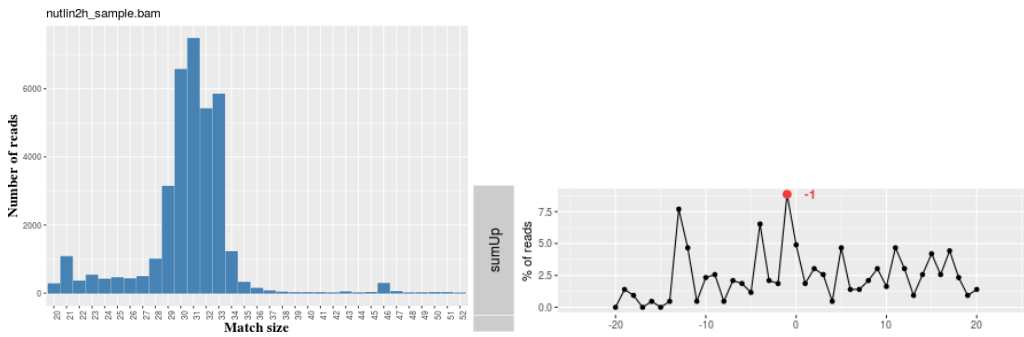 nutlin2h_sample.bam
Number of reads
6000
4000
2000
0
20 21 22 23 24 25 26 27 28 29 30 31 32 33 34 35 36 37 38 39 40 41 42 43 44 45 46 47 48 49 50 51 52
Match size
sumUp
% of reads
7.5
5.0
2.5
0.0
-1
-20 -10 0 10 20